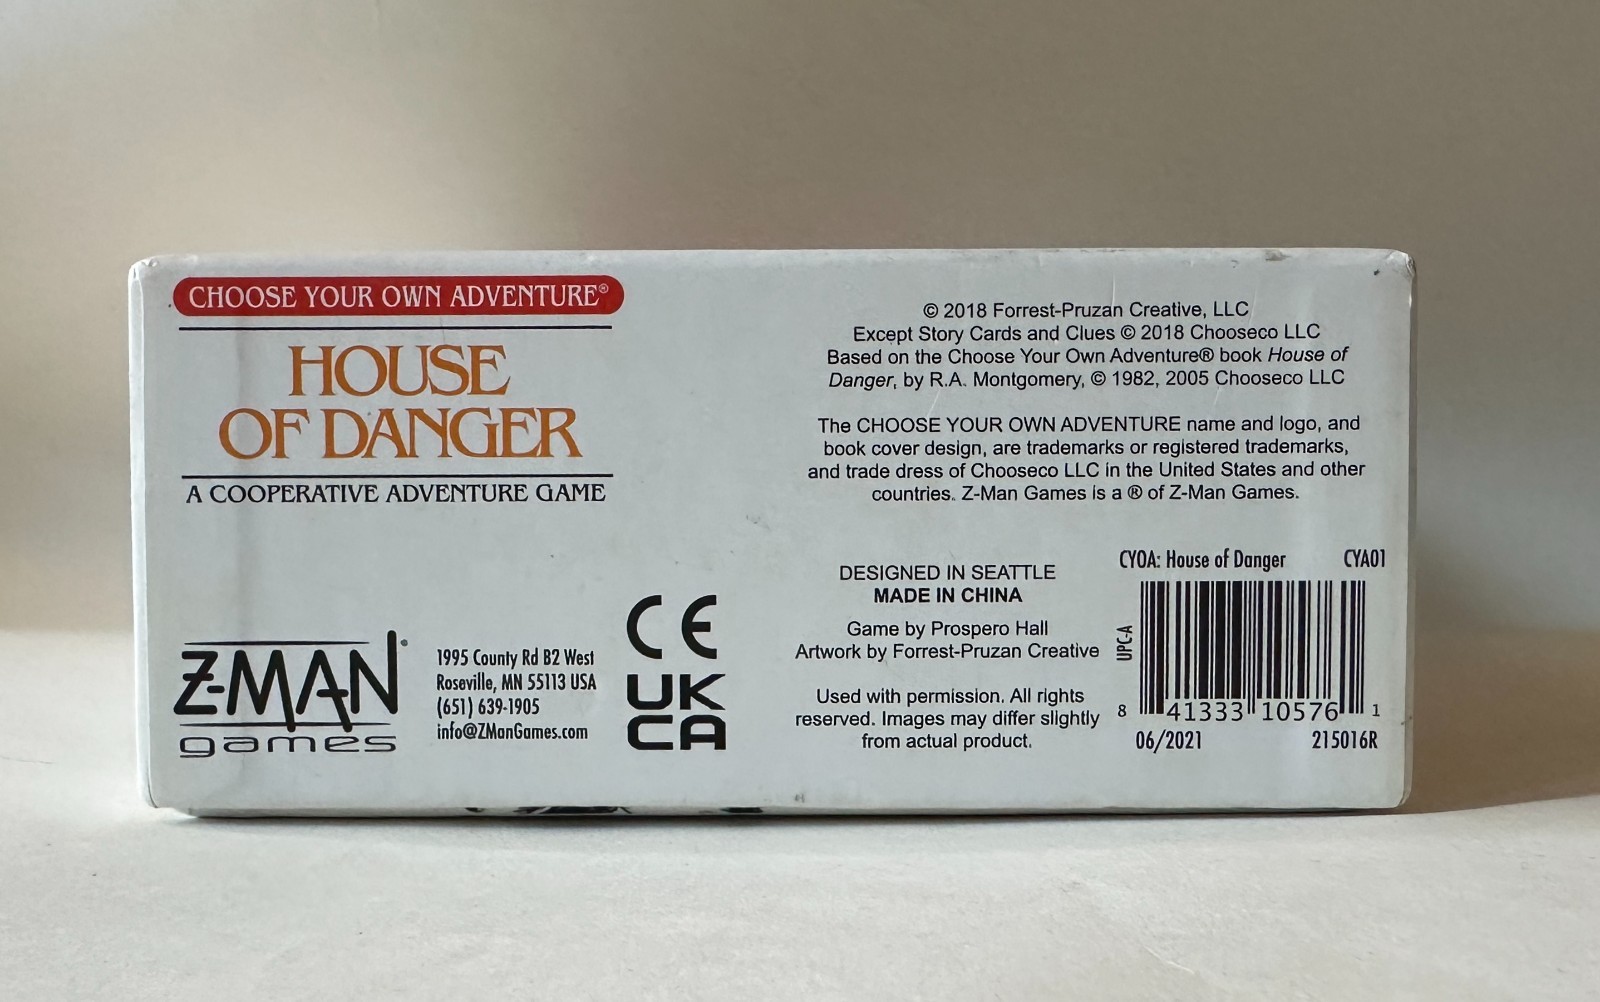 CHOOSE YOUR OWN ADVENTURE®
HOUSE
OF DANGER
A COOPERATIVE ADVENTURE GAME
Z-MAN®
games
1995 County Rd B2 West
Roseville, MN 55113 USA
(651) 639-1905
info@ZManGames.com
CE
UK
CA
© 2018 Forrest-Pruzan Creative, LLC
Except Story Cards and Clues © 2018 Chooseco LLC
Based on the Choose Your Own Adventure® book House of
Danger, by R.A. Montgomery, © 1982, 2005 Chooseco LLC
The CHOOSE YOUR OWN ADVENTURE name and logo, and
book cover design, are trademarks or registered trademarks,
and trade dress of Chooseco LLC in the United States and other
countries. Z-Man Games is a ® of Z-Man Games.
DESIGNED IN SEATTLE
MADE IN CHINA
Game by Prospero Hall
Artwork by Forrest-Pruzan Creative
Used with permission. All rights
reserved. Images may differ slightly
from actual product.
CYOA: House of Danger CYA01
UPC-A
8 41333 10576 1
06/2021 215016R